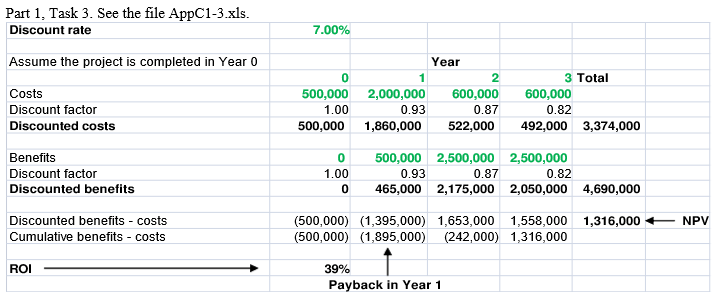 Part 1, Task 3. See the file AppC1-3.xls.
Discount rate 7.00%
Assume the project is completed in Year 0 Year
0 1 2 3 Total
Costs 500,000 2,000,000 600,000 600,000
Discount factor 1.00 0.93 0.87 0.82
Discounted costs 500,000 1,860,000 522,000 492,000 3,374,000
Benefits 0 500,000 2,500,000 2,500,000
Discount factor 1.00 0.93 0.87 0.82
Discounted benefits 0 465,000 2,175,000 2,050,000 4,690,000
Discounted benefits - costs (500,000) (1,395,000) 1,653,000 1,558,000 1,316,000 NPV
Cumulative benefits - costs (500,000) (1,895,000) (242,000) 1,316,000
ROI 39%
Payback in Year 1